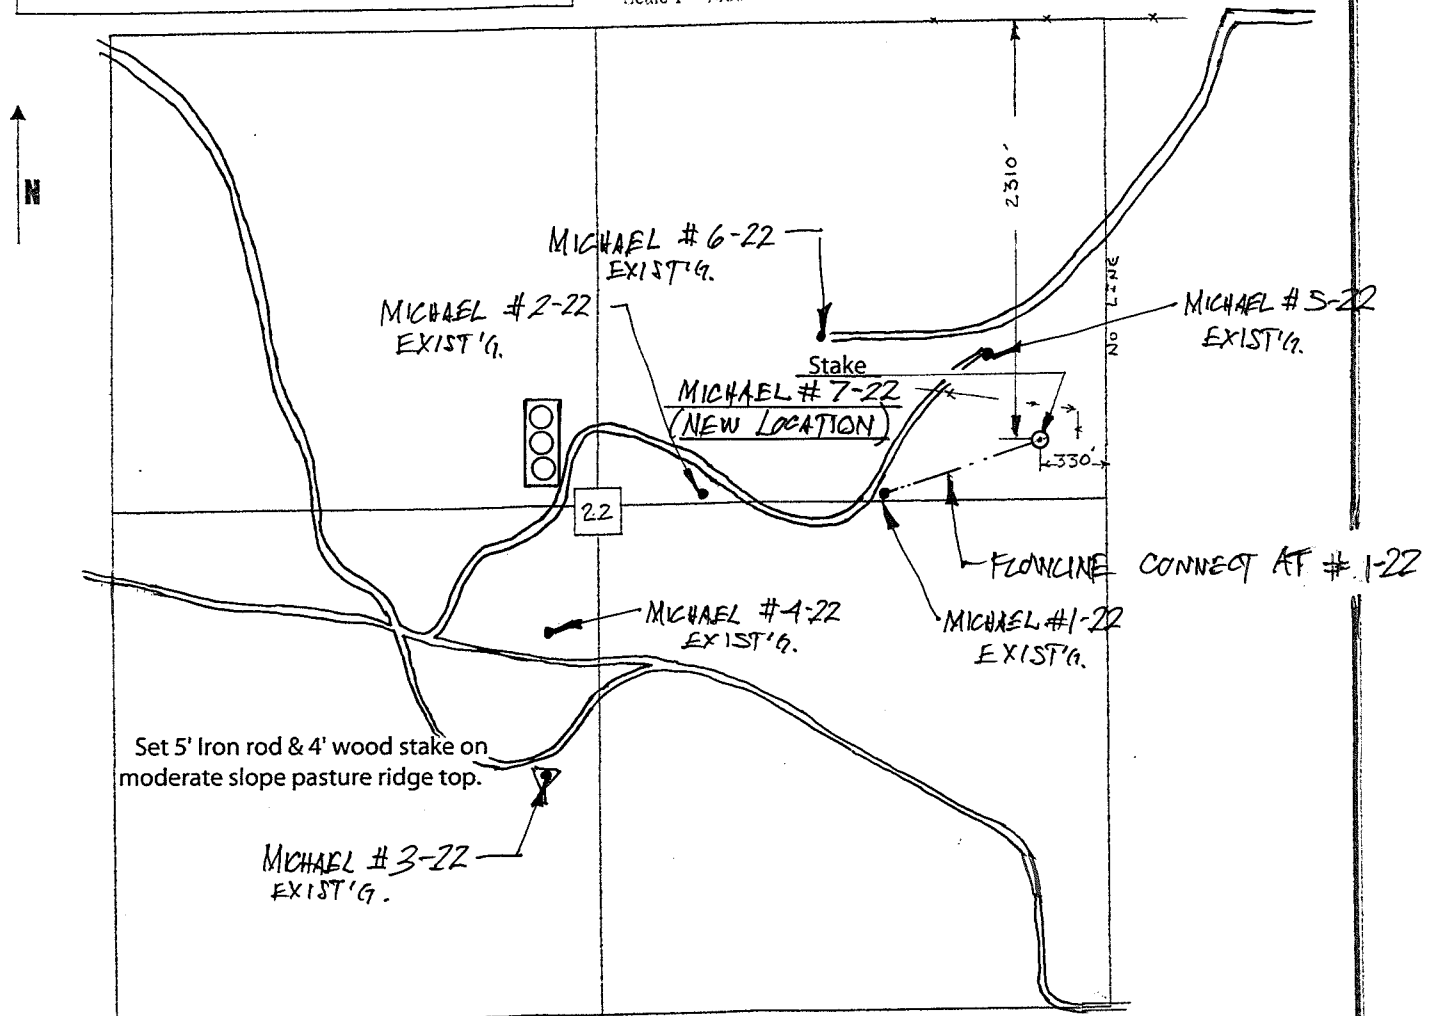 N
2310'
MICHAEL # 6-22
EXIST'G.
MICHAEL # 2-22
EXIST'G.
NO LINE
MICHAEL # 5-22
EXIST'G.
Stake
MICHAEL # 7-22
(NEW LOCATION)
330'
22
FLOWLINE CONNECT AT # 1-22
MICHAEL # 4-22
EXIST'G.
MICHAEL #1-22
EXIST'G.
Set 5' Iron rod & 4' wood stake on
moderate slope pasture ridge top.
MICHAEL # 3-22
EXIST'G.